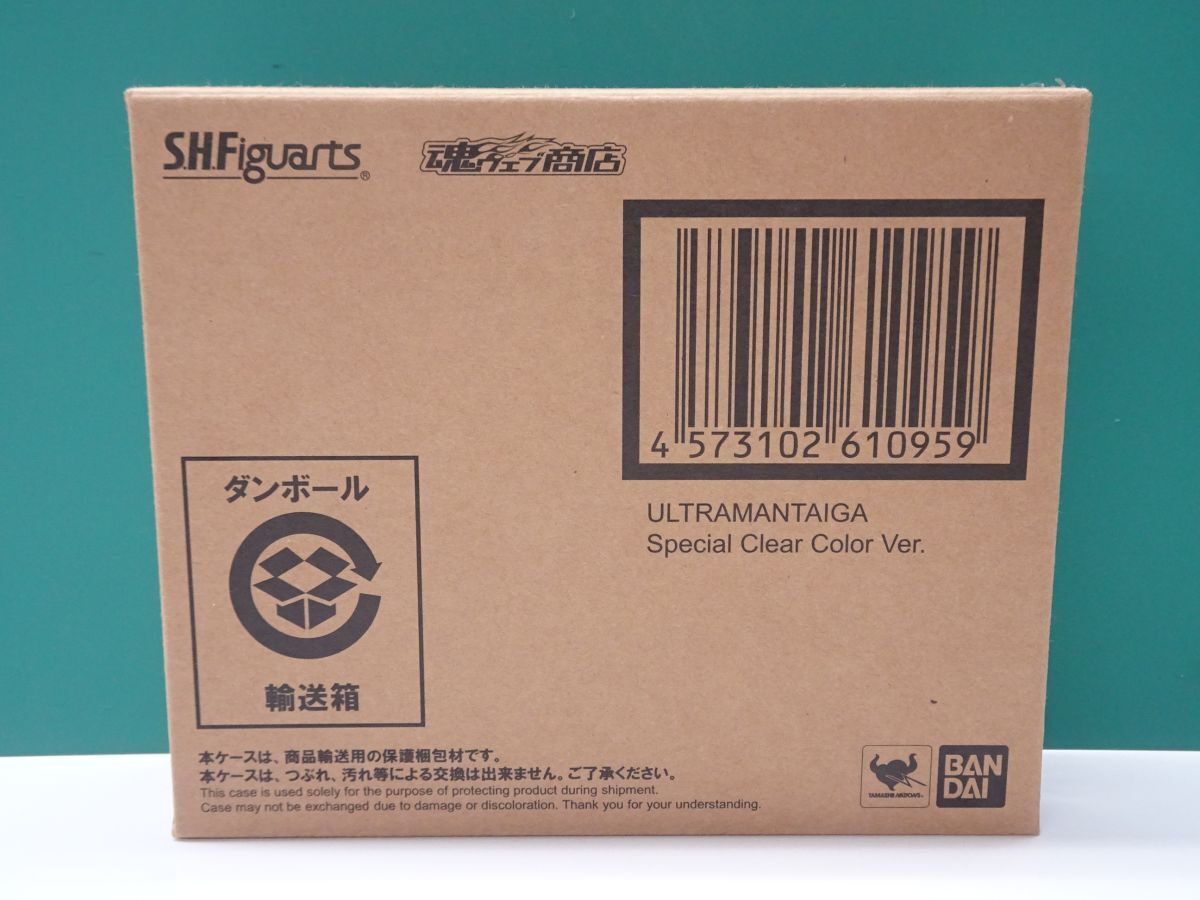 S.H.Figuarts®
魂ウェブ商店
4 573102 610959
ULTRAMANTAIGA
Special Clear Color Ver.
ダンボール
輸送箱
本ケースは、商品輸送用の保護梱包材です。
本ケースは、つぶれ、汚れ等による交換は出来ません。ご了承ください。
This case is used solely for the purpose of protecting product during shipment.
Case may not be exchanged due to damage or discoloration. Thank you for your understanding.
TAMASHII NATIONS
BAN
DAI